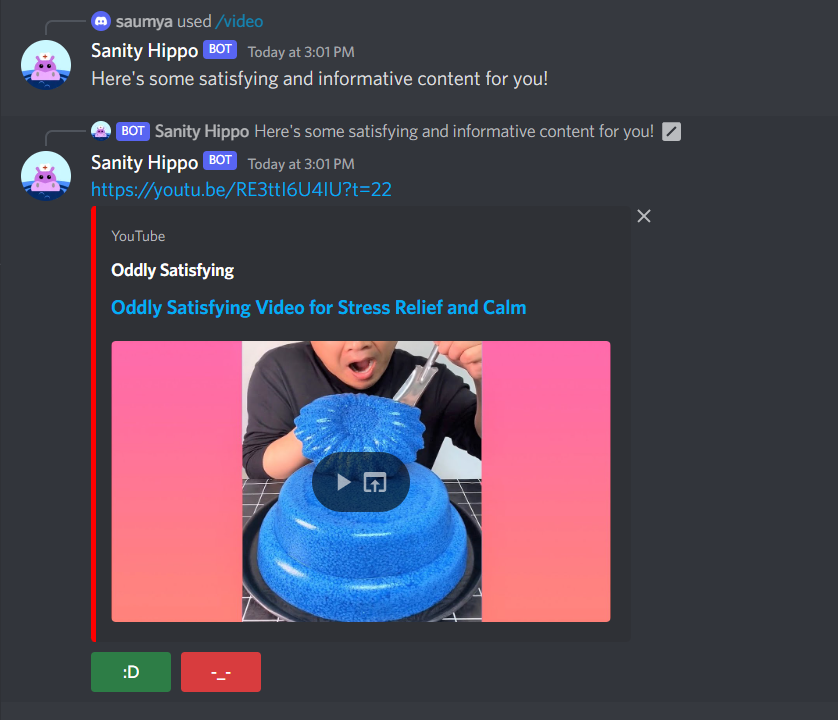 saumya used /video
Sanity Hippo BOT Today at 3:01 PM
Here's some satisfying and informative content for you!
BOT Sanity Hippo Here's some satisfying and informative content for you!
Sanity Hippo BOT Today at 3:01 PM
https://youtu.be/RE3ttI6U4IU?t=22
YouTube
Oddly Satisfying
Oddly Satisfying Video for Stress Relief and Calm
:D
-_-